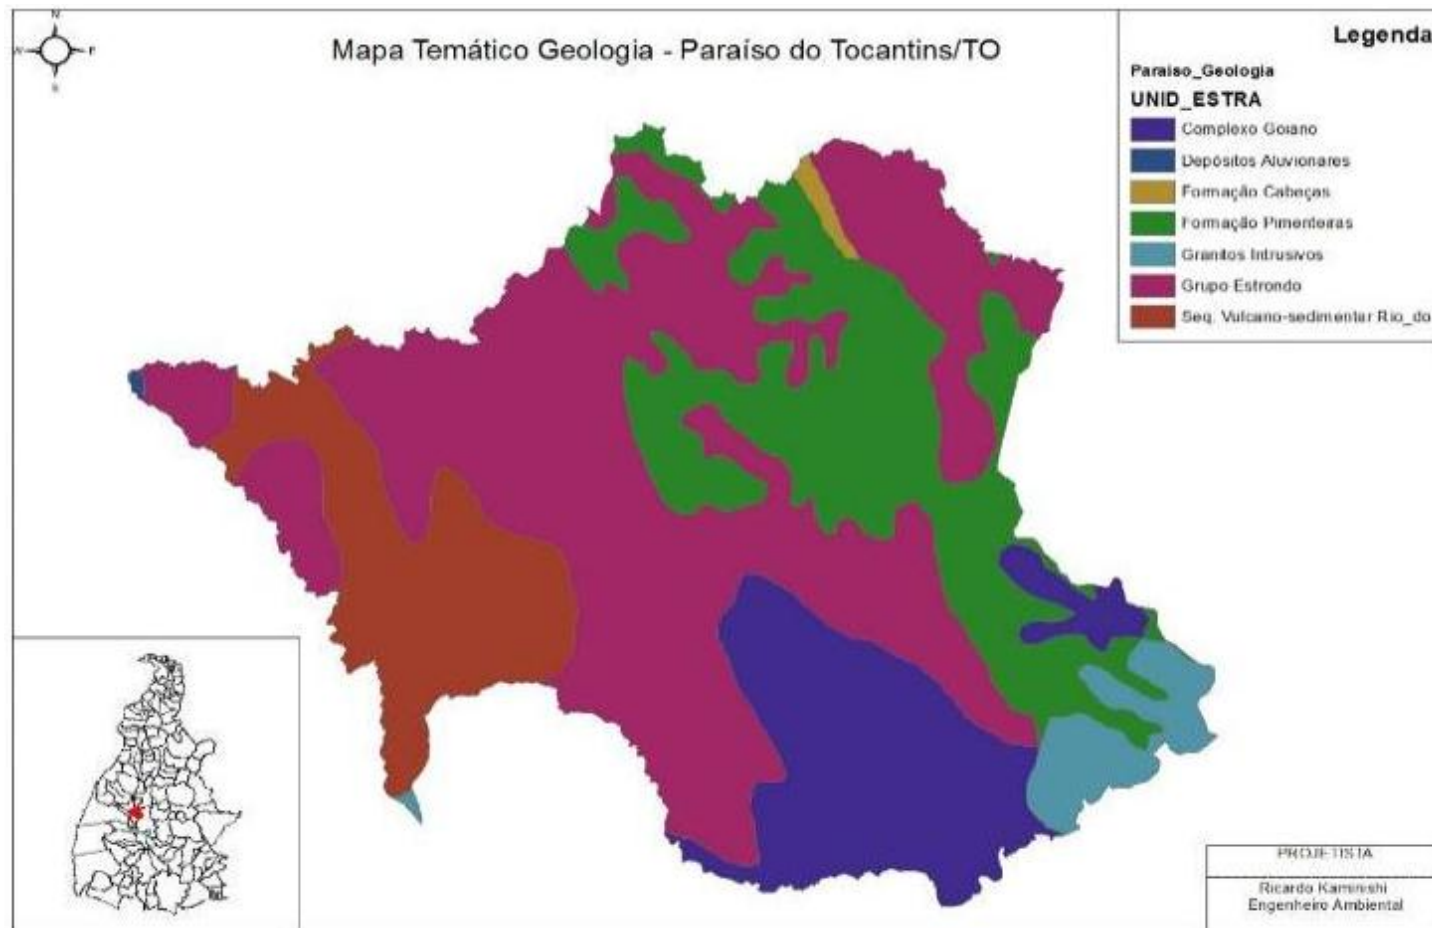 N
Mapa Temático Geologia - Paraíso do Tocantins/TO
Legenda
Paraiso_Geologia
UNID_ESTRA
Complexo Goiano
Depósitos Aluvionares
Formação Cabeças
Formação Pimenteiras
Granitos Intrusivos
Grupo Estrondo
Seq. Vulcano-sedimentar Rio_do
PROJETISTA
Ricardo Kaminishi
Engenheiro Ambiental